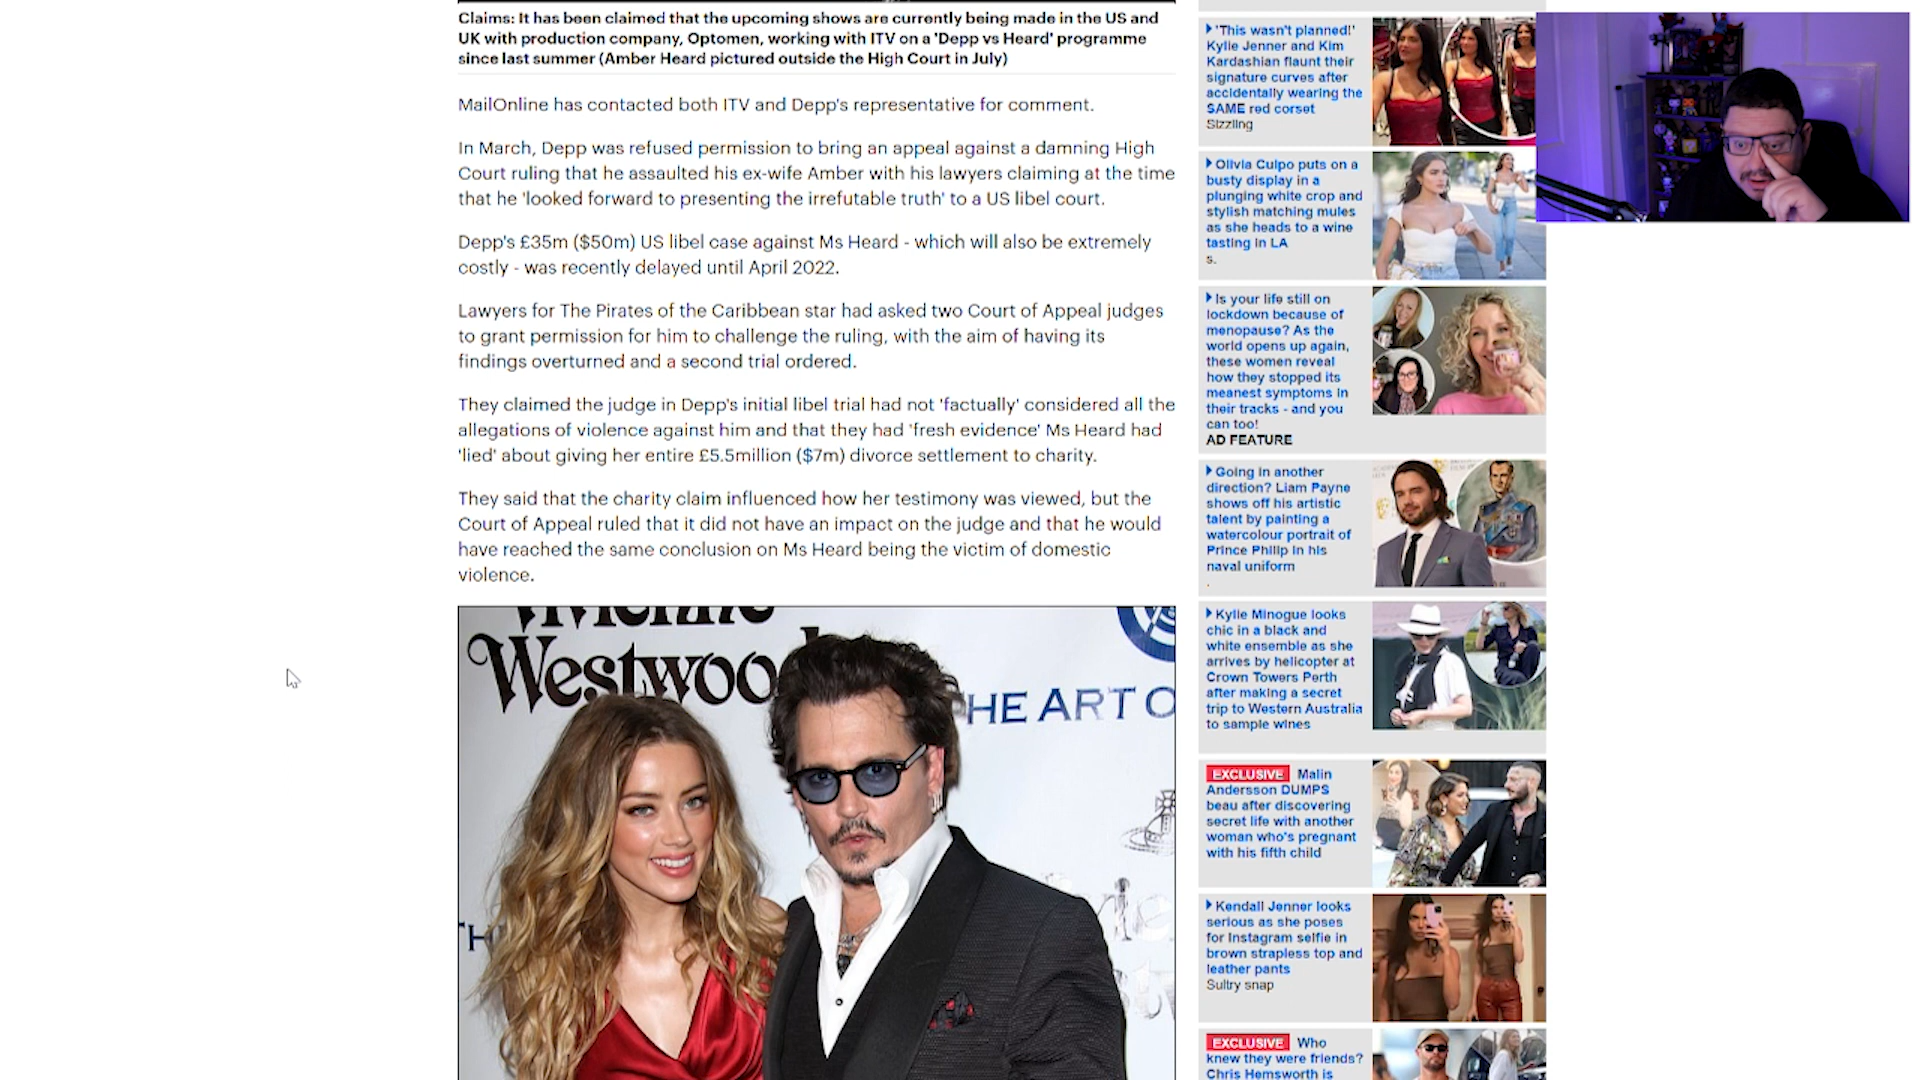 Claims: It has been claimed that the upcoming shows are currently being made in the US and
UK with production company, Optomen, working with ITV on a 'Depp vs Heard' programme
since last summer (Amber Heard pictured outside the High Court in July)
MailOnline has contacted both ITV and Depp's representative for comment.
In March, Depp was refused permission to bring an appeal against a damning High
Court ruling that he assaulted his ex-wife Amber with his lawyers claiming at the time
that he 'looked forward to presenting the irrefutable truth' to a US libel court.
Depp's £35m ($50m) US libel case against Ms Heard - which will also be extremely
costly - was recently delayed until April 2022.
Lawyers for The Pirates of the Caribbean star had asked two Court of Appeal judges
to grant permission for him to challenge the ruling, with the aim of having its
findings overturned and a second trial ordered.
They claimed the judge in Depp's initial libel trial had not 'factually' considered all the
allegations of violence against him and that they had 'fresh evidence' Ms Heard had
'lied' about giving her entire £5.5million ($7m) divorce settlement to charity.
They said that the charity claim influenced how her testimony was viewed, but the
Court of Appeal ruled that it did not have an impact on the judge and that he would
have reached the same conclusion on Ms Heard being the victim of domestic
violence.
Westwoo
HE ART O
TH
'This wasn't planned!'
Kylie Jenner and Kim
Kardashian flaunt their
signature curves after
accidentally wearing the
SAME red corset
Sizzling
Olivia Culpo puts on a
busty display in a
plunging white crop and
stylish matching mules
as she heads to a wine
tasting in LA
s.
Is your life still on
lockdown because of
menopause? As the
world opens up again,
these women reveal
how they stopped its
meanest symptoms in
their tracks - and you
can too!
AD FEATURE
Going in another
direction? Liam Payne
shows off his artistic
talent by painting a
watercolour portrait of
Prince Philip in his
naval uniform
.
Kylie Minogue looks
chic in a black and
white ensemble as she
arrives by helicopter at
Crown Towers Perth
after making a secret
trip to Western Australia
to sample wines
EXCLUSIVE Malin
Andersson DUMPS
beau after discovering
secret life with another
woman who's pregnant
with his fifth child
Kendall Jenner looks
serious as she poses
for Instagram selfie in
brown strapless top and
leather pants
Sultry snap
EXCLUSIVE Who
knew they were friends?
Chris Hemsworth is